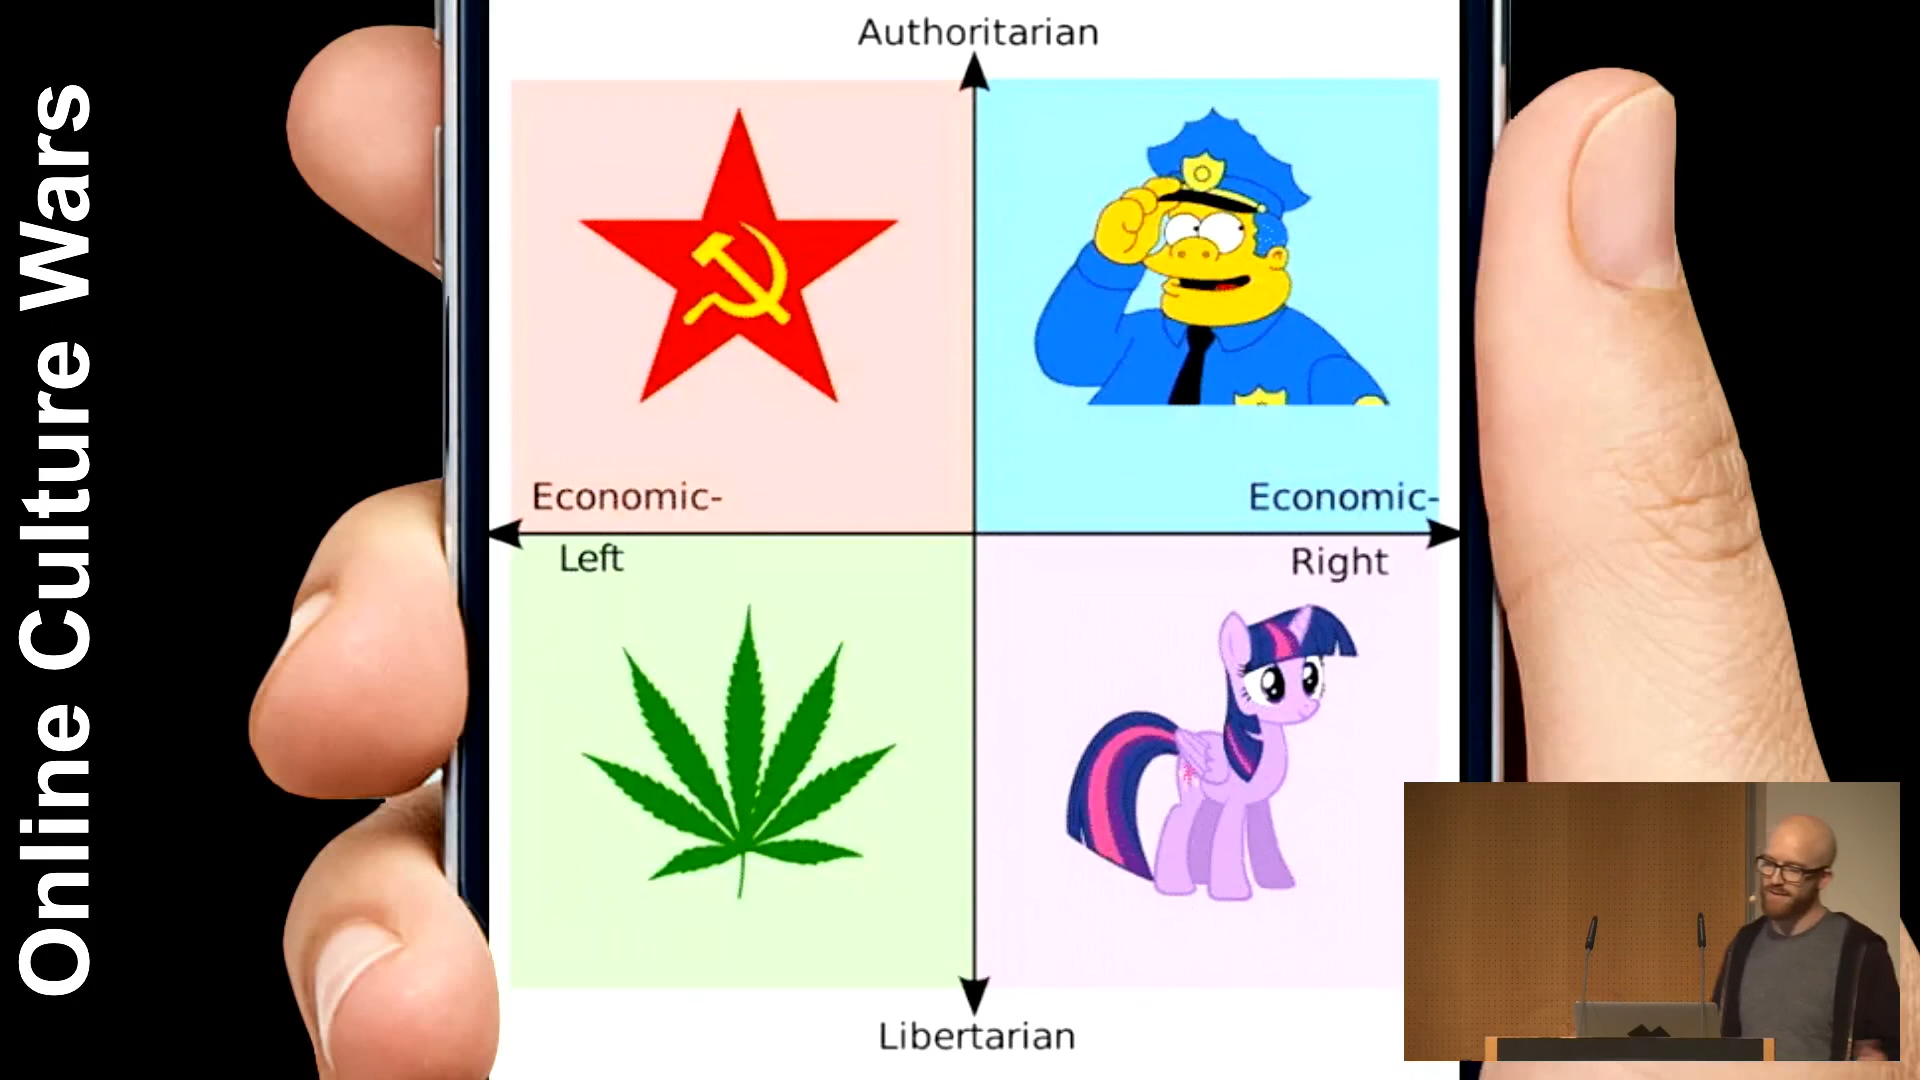 Online Culture Wars
Authoritarian
Economic-
Economic-
Left
Right
Libertarian